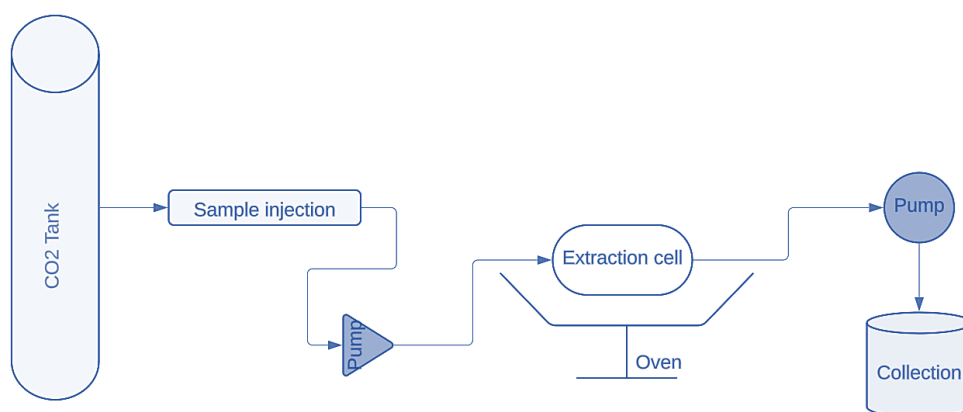 CO2 Tank
Sample injection
Pump
Extraction cell
Oven
Pump
Collection